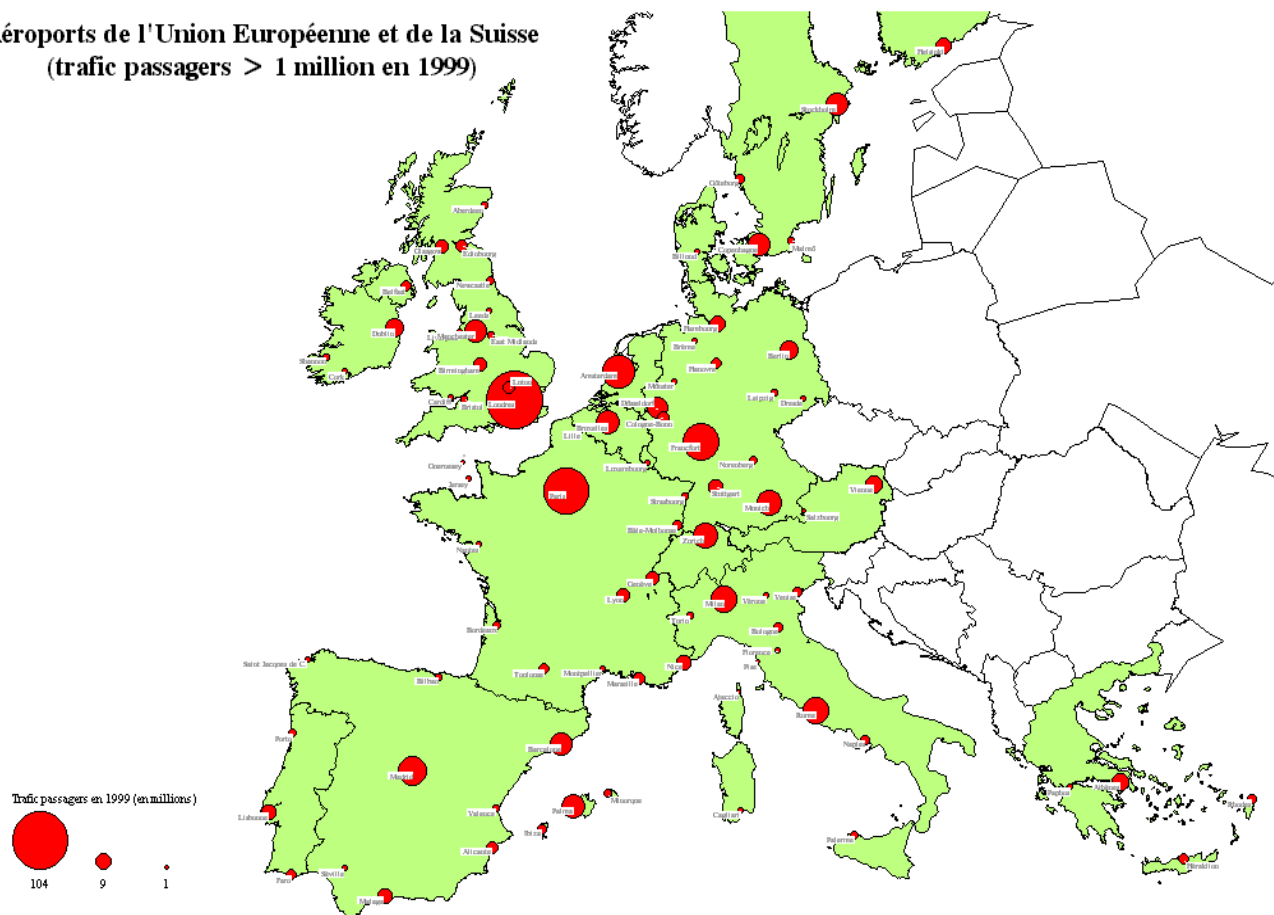 éroports de l'Union Européenne et de la Suisse
(trafic passagers > 1 million en 1999)
Helsinki
Stockholm
Göteborg
Aberdeen
Glasgow
Edinbourg
Copenhague
Malmö
Billund
Newcastle
Belfast
Leeds
Dublin
Li
Manchester
East Midlands
Hambourg
Brême
Berlin
Shannon
Cork
Birmingham
Amsterdam
Hanovre
Münster
Luton
Londres
Cardiff
Bristol
Düsseldorf
Leipzig
Dresde
Bruxelles
Cologne-Bonn
Lille
Francfort
Guernesey
Luxembourg
Nuremberg
Jersey
Paris
Strasbourg
Stuttgart
Vienne
Munich
Salzbourg
Bâle-Mulhouse
Zurich
Nantes
Genève
Lyon
Milan
Vérone
Venise
Turin
Bordeaux
Bologne
Florence
Pise
Saint Jacques de C.
Bilbao
Toulouse
Montpellier
Marseille
Nice
Ajaccio
Rome
Porto
Barcelone
Naples
Madrid
Athènes
Trafic passagers en 1999 (en millions)
Palma
Minorque
Rhodes
Lisbonne
Valence
Cagliari
Ibiza
Palerme
Alicante
Héraklion
Faro
Séville
Malaga
104 9 1